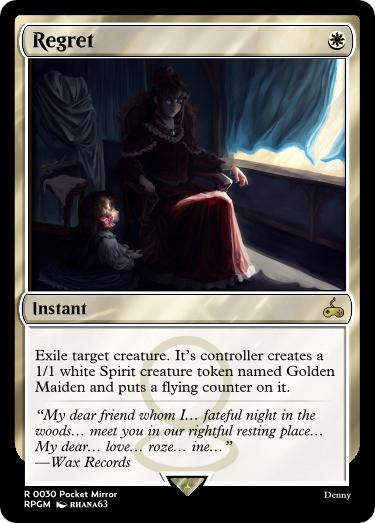 Regret
Instant
Exile target creature. It's controller creates a
1/1 white Spirit creature token named Golden
Maiden and puts a flying counter on it.
“My dear friend whom I... fateful night in the
woods... meet you in our rightful resting place...
My dear... love... roze... ine...”
—Wax Records
R 0030 Pocket Mirror
RPGM RHANA63
Denny